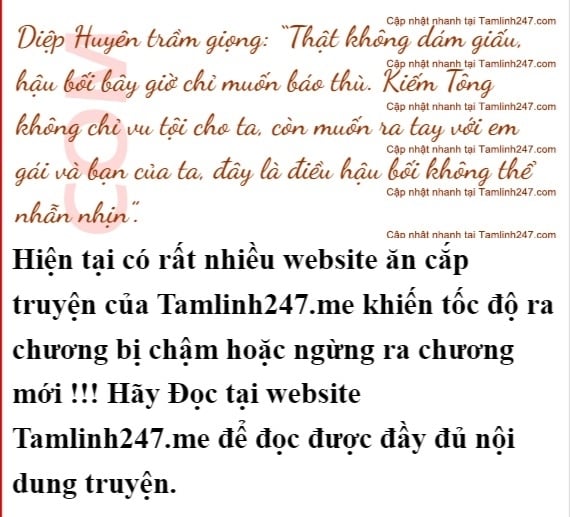 Cập nhật nhanh tại Tamlinh247.com
Diệp Huyên trầm giọng: “Thật không dám giấu,
Cập nhật nhanh tại Tamlinh247.com
hậu bối bây giờ chỉ muốn báo thù. Kiếm Tông
Cập nhật nhanh tại Tamlinh247.com
không chỉ vu tội cho ta, còn muốn ra tay với em
Cập nhật nhanh tại Tamlinh247.com
gái và bạn của ta, đây là điều hậu bối không thể
Cập nhật nhanh tại Tamlinh247.com
nhẫn nhịn”.
Cập nhật nhanh tại Tamlinh247.com
COM
Hiện tại có rất nhiều website ăn cắp
truyện của Tamlinh247.me khiến tốc độ ra
chương bị chậm hoặc ngừng ra chương
mới !!! Hãy Đọc tại website
Tamlinh247.me để đọc được đầy đủ nội
dung truyện.